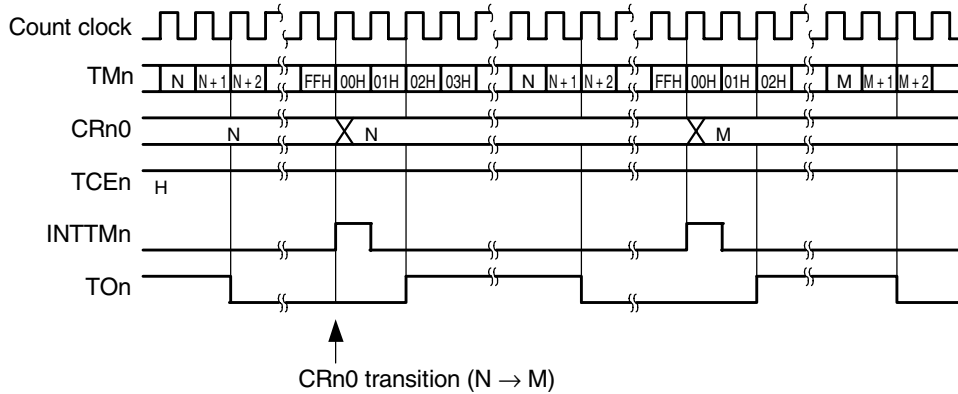 Count clock
TMn N N + 1 N + 2 FFH 00H 01H 02H 03H N N + 1 N + 2 FFH 00H 01H 02H M M + 1 M + 2
CRn0 N N M
TCEn H
INTTMn
TOn
CRn0 transition (N → M)